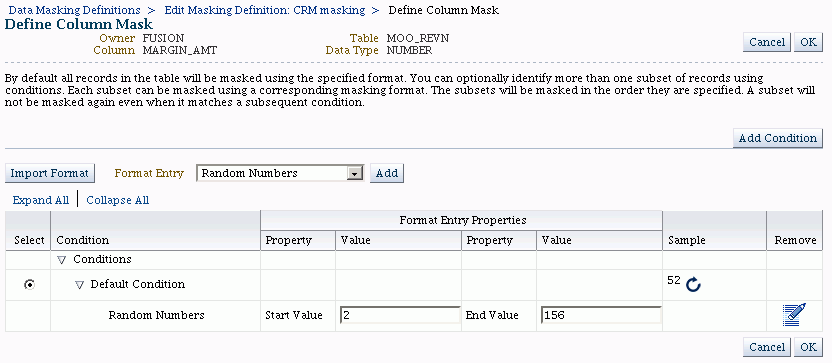 Data Masking Definitions > Edit Masking Definition: CRM masking > Define Column Mask
Define Column Mask
Owner FUSION Table MOO_REVN
Column MARGIN_AMT Data Type NUMBER
Cancel OK
By default all records in the table will be masked using the specified format. You can optionally identify more than one subset of records using
conditions. Each subset can be masked using a corresponding masking format. The subsets will be masked in the order they are specified. A subset will
not be masked again even when it matches a subsequent condition.
Add Condition
Import Format Format Entry Random Numbers Add
Expand All Collapse All
Format Entry Properties
Select Condition Property Value Property Value Sample Remove
Conditions
Default Condition 52
Random Numbers Start Value 2 End Value 156
Cancel OK